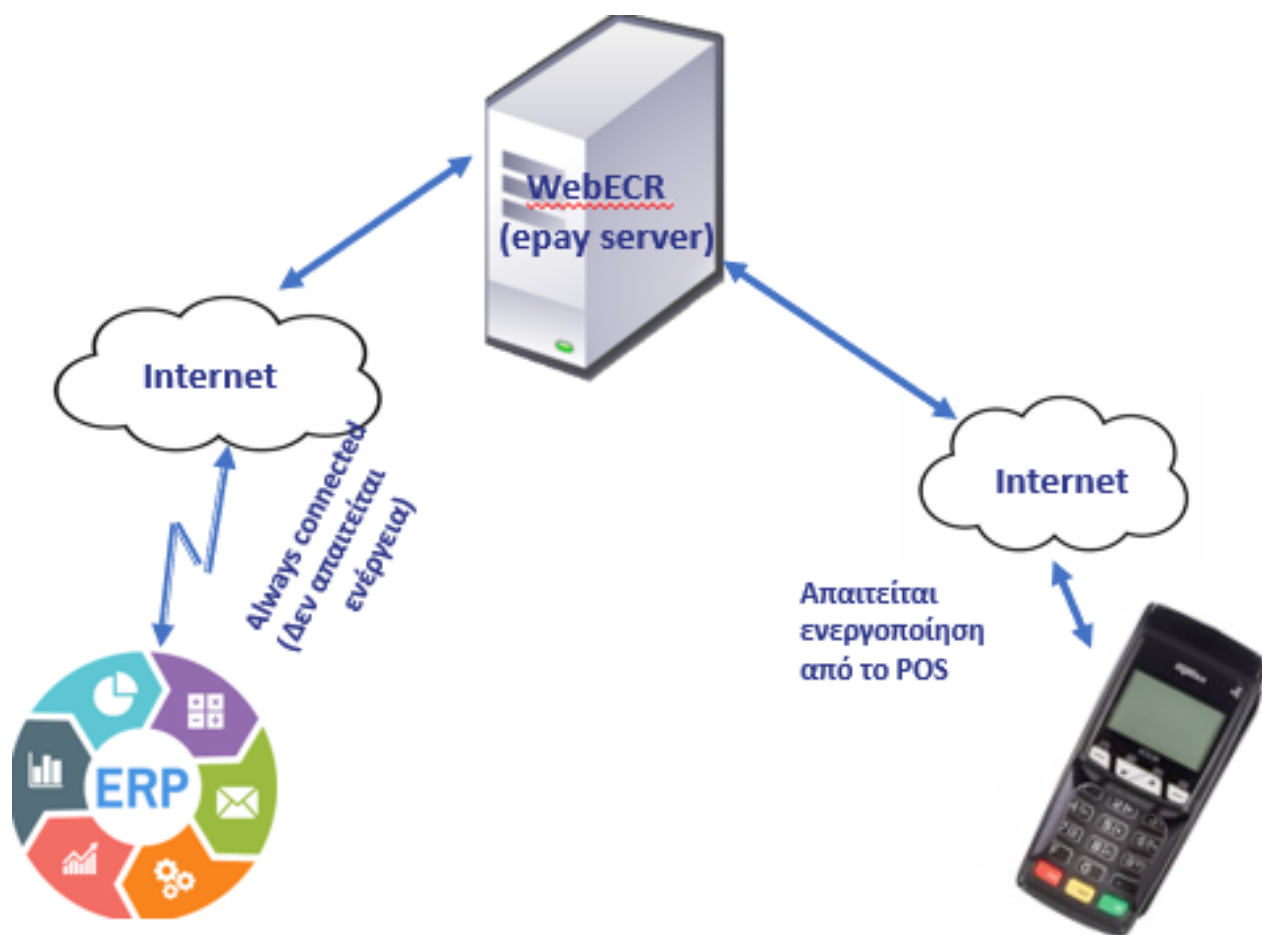 WebECR
(epay server)
Internet
Always connected
(Δεν απαιτείται
ενέργεια)
Internet
Απαιτείται
ενεργοποίηση
από το POS
ERP